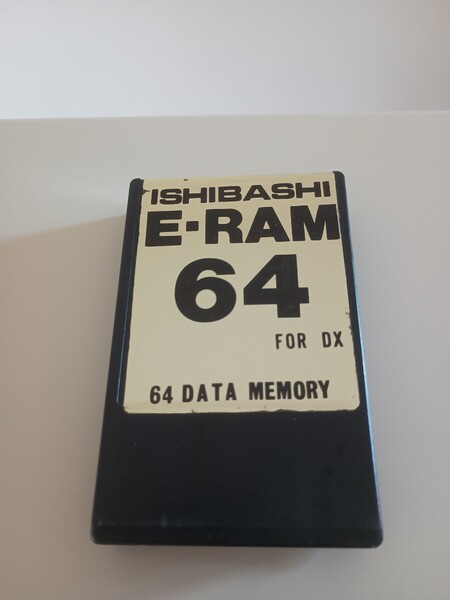 ISHIBASHI
E-RAM
64
FOR DX
64 DATA MEMORY